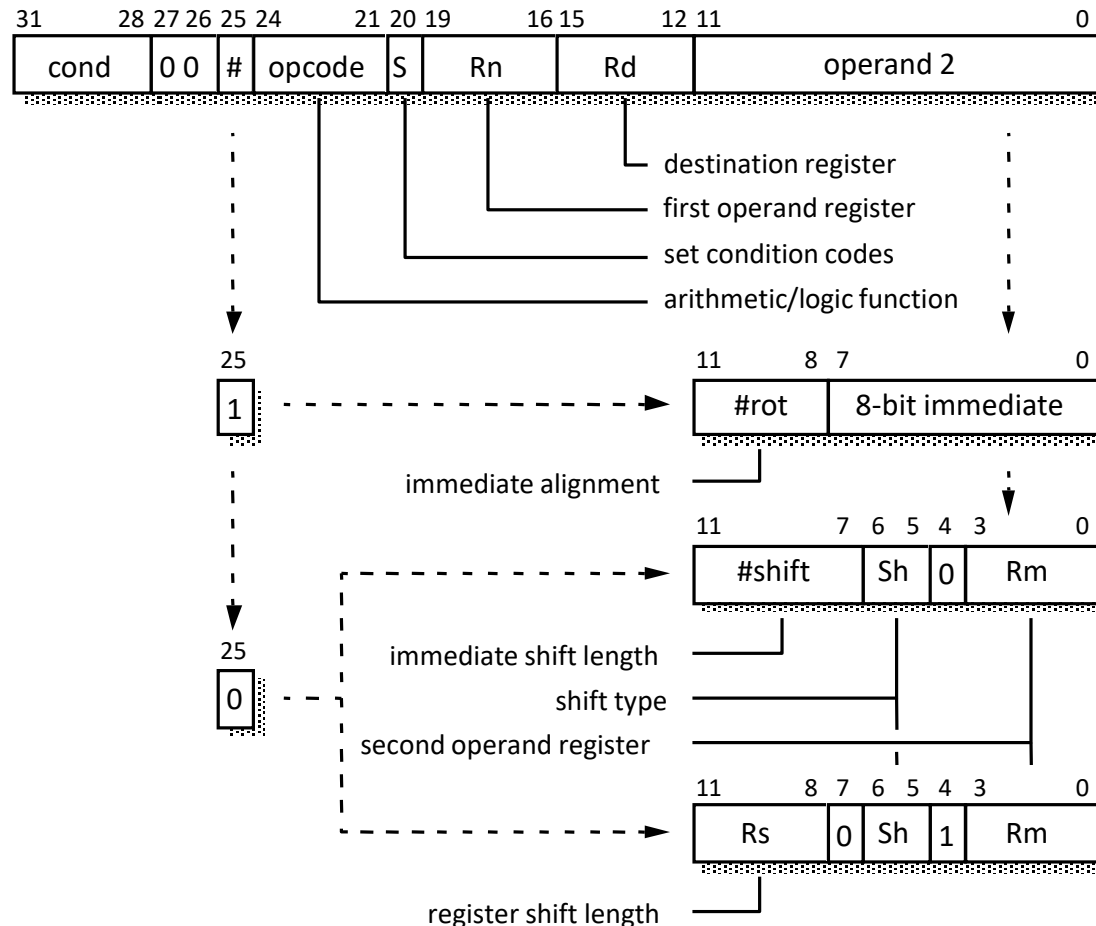 31 28 27 26 25 24 21 20 19 16 15 12 11 0
cond 0 0 # opcode S Rn Rd operand 2
destination register
first operand register
set condition codes
arithmetic/logic function
25 11 8 7 0
1 #rot 8-bit immediate
immediate alignment
11 7 6 5 4 3 0
#shift Sh 0 Rm
25
immediate shift length
0
shift type
second operand register
11 8 7 6 5 4 3 0
Rs 0 Sh 1 Rm
register shift length